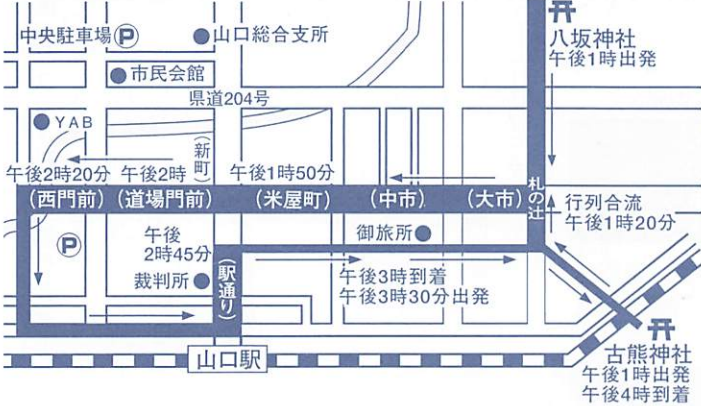 中央駐車場 P
山口総合支所
市民会館
県道204号
YAB
八坂神社
午後1時出発
午後2時20分
午後2時
(新町)
午後1時50分
(西門前)
(道場門前)
(米屋町)
(中市)
(大市)
札の辻
行列合流
午後1時20分
P
午後
2時45分
裁判所
(駅通り)
御旅所
午後3時到着
午後3時30分出発
山口駅
古熊神社
午後1時出発
午後4時到着